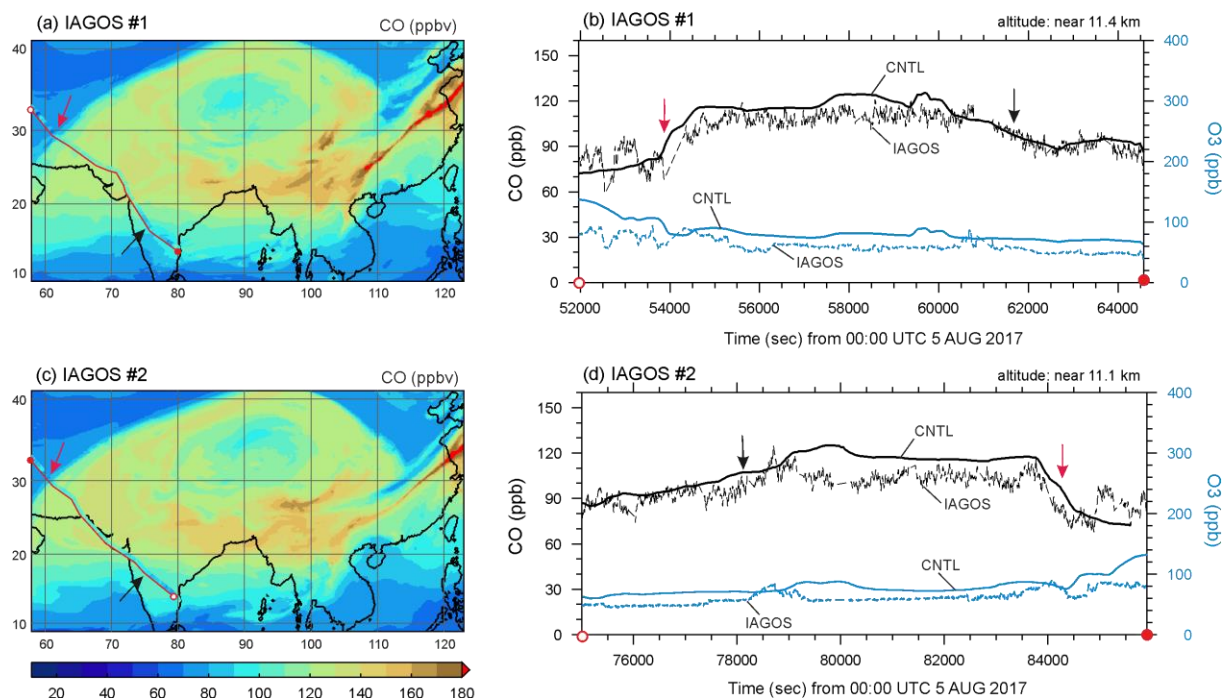 (a) IAGOS #1
CO (ppbv)
40
30
20
10
60 70 80 90 100 110 120
(b) IAGOS #1
altitude: near 11.4 km
160
120
90
60
30
0
CO (ppb)
CNTL
IAGOS
CNTL
IAGOS
400
300
200
100
0
O3 (ppb)
52000 54000 56000 58000 60000 62000 64000
Time (sec) from 00:00 UTC 5 AUG 2017
(c) IAGOS #2
CO (ppbv)
40
30
20
10
60 70 80 90 100 110 120
20 40 60 80 100 120 140 160 180
(d) IAGOS #2
altitude: near 11.1 km
160
120
90
60
30
0
CO (ppb)
CNTL
IAGOS
CNTL
IAGOS
400
300
200
100
0
O3 (ppb)
76000 78000 80000 82000 84000
Time (sec) from 00:00 UTC 5 AUG 2017